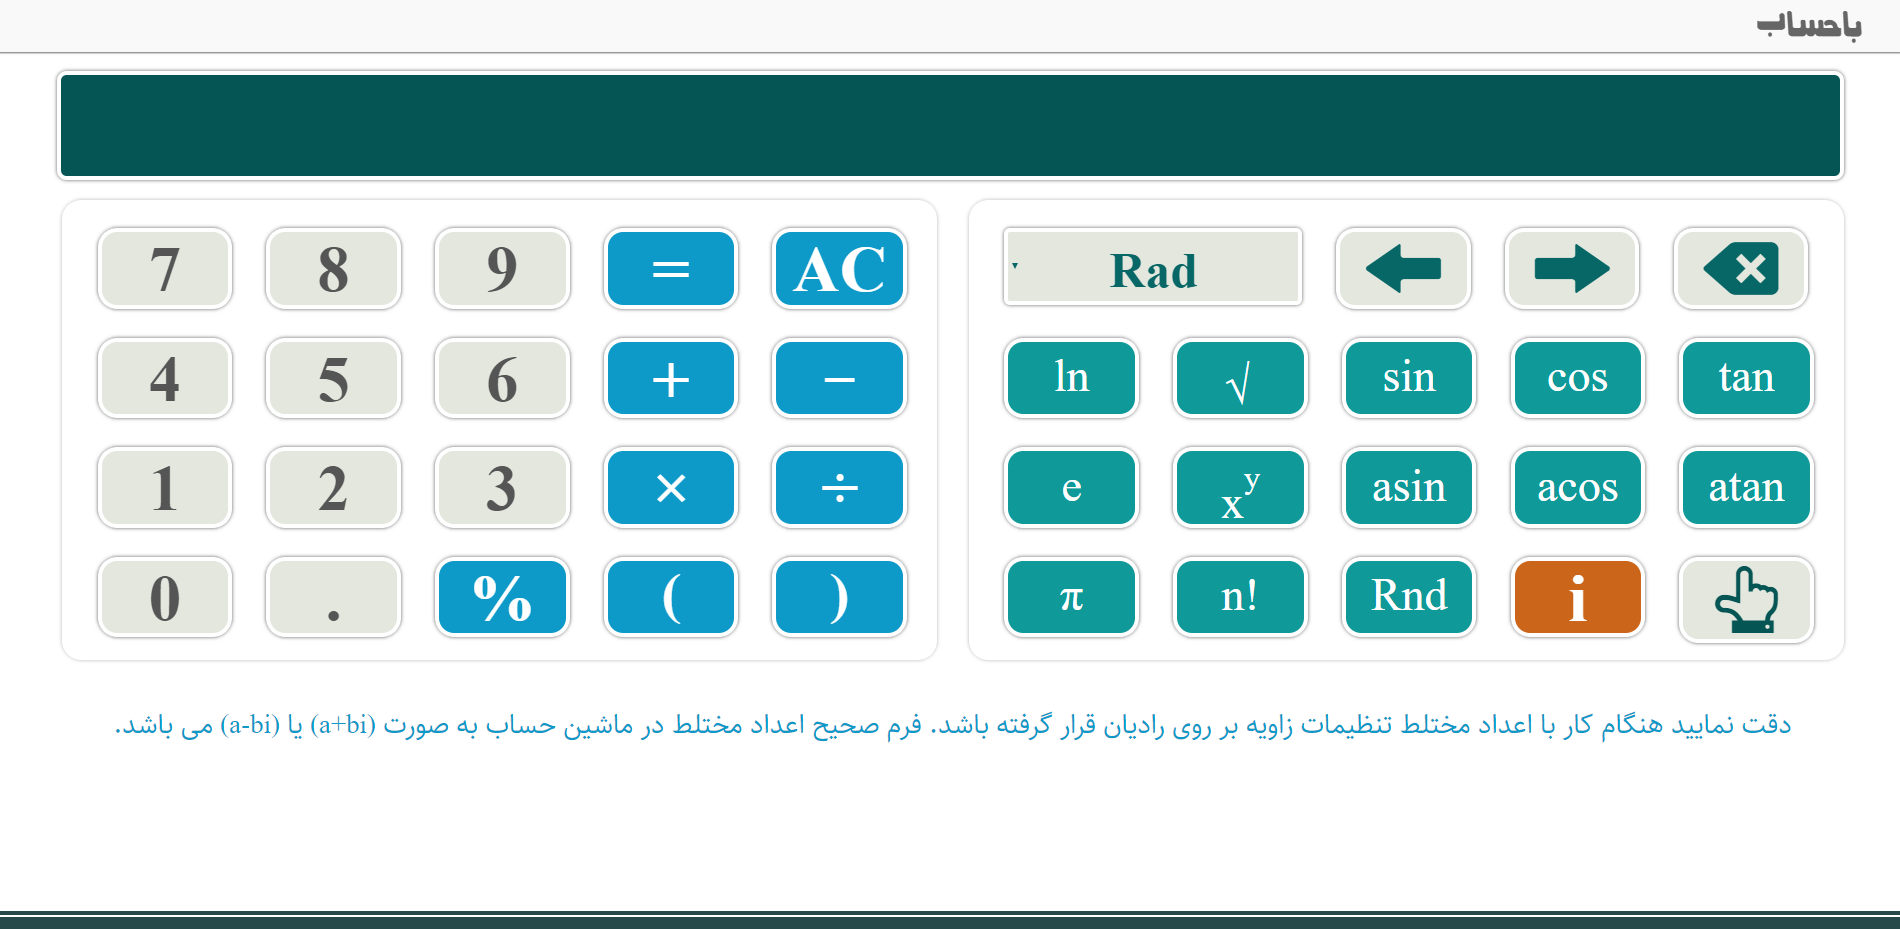 باحساب
7 8 9 = AC
Rad
4 5 6 + −
ln √ sin cos tan
1 2 3 × ÷
e x^y asin acos atan
0 . % ( )
π n! Rnd i
دقت نمایید هنگام کار با اعداد مختلط تنظیمات زاویه بر روی رادیان قرار گرفته باشد. فرم صحیح اعداد مختلط در ماشین حساب به صورت (a+bi) یا (a-bi) می باشد.